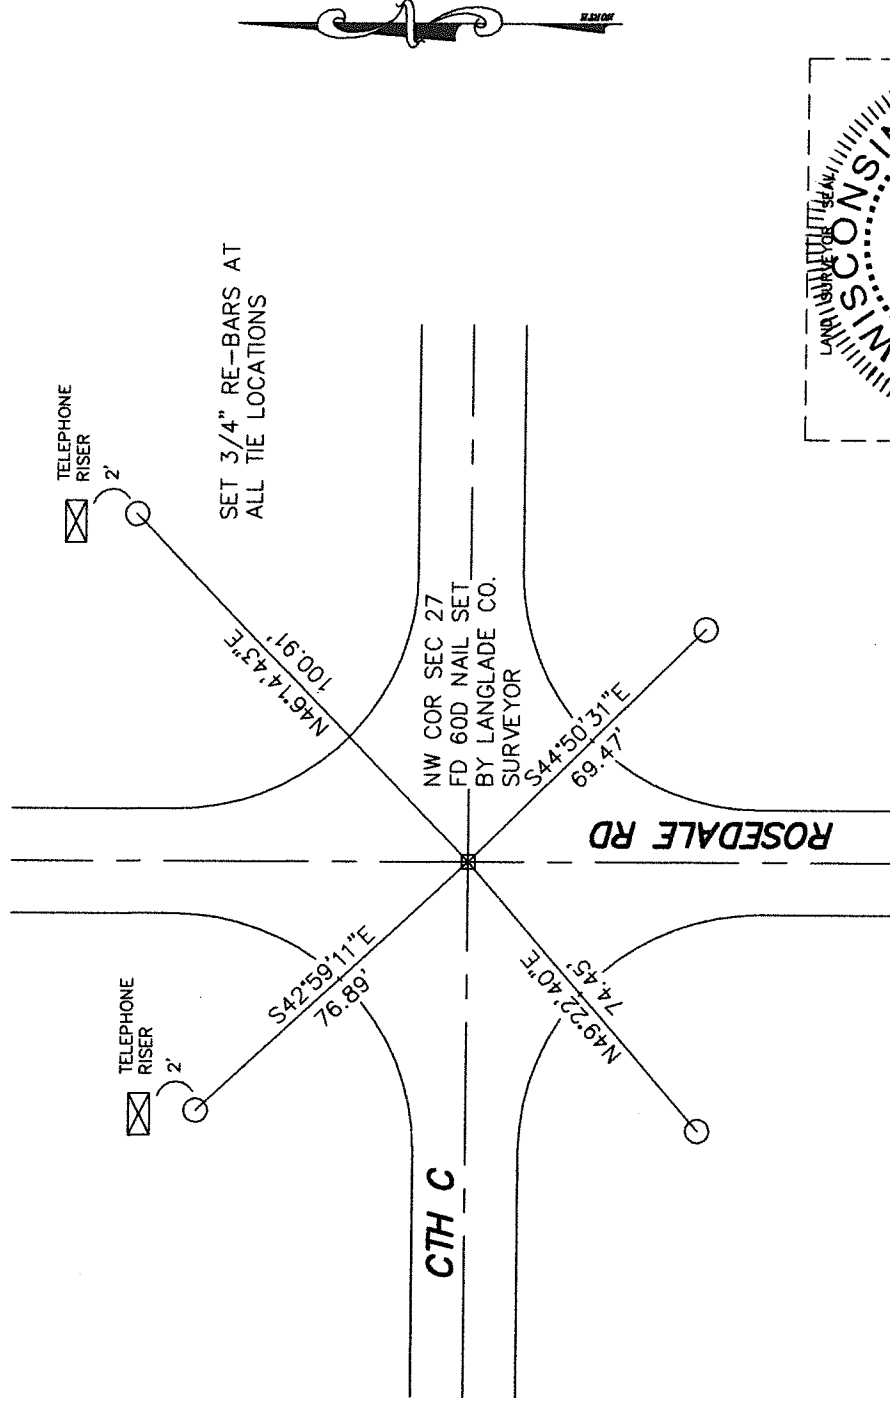 NORTH
TELEPHONE
RISER
2'
TELEPHONE
RISER
2'
SET 3/4" RE-BARS AT
ALL TIE LOCATIONS
S42°59'11"E
76.89'
N46°14'43"E
100.91'
NW COR SEC 27
FD 60D NAIL SET
BY LANGLADE CO.
SURVEYOR
CTH C
N49°22'40"E
74.45'
S44°50'31"E
69.47'
ROSEDALE RD
LAND SURVEYOR SEAL
WISCONSIN